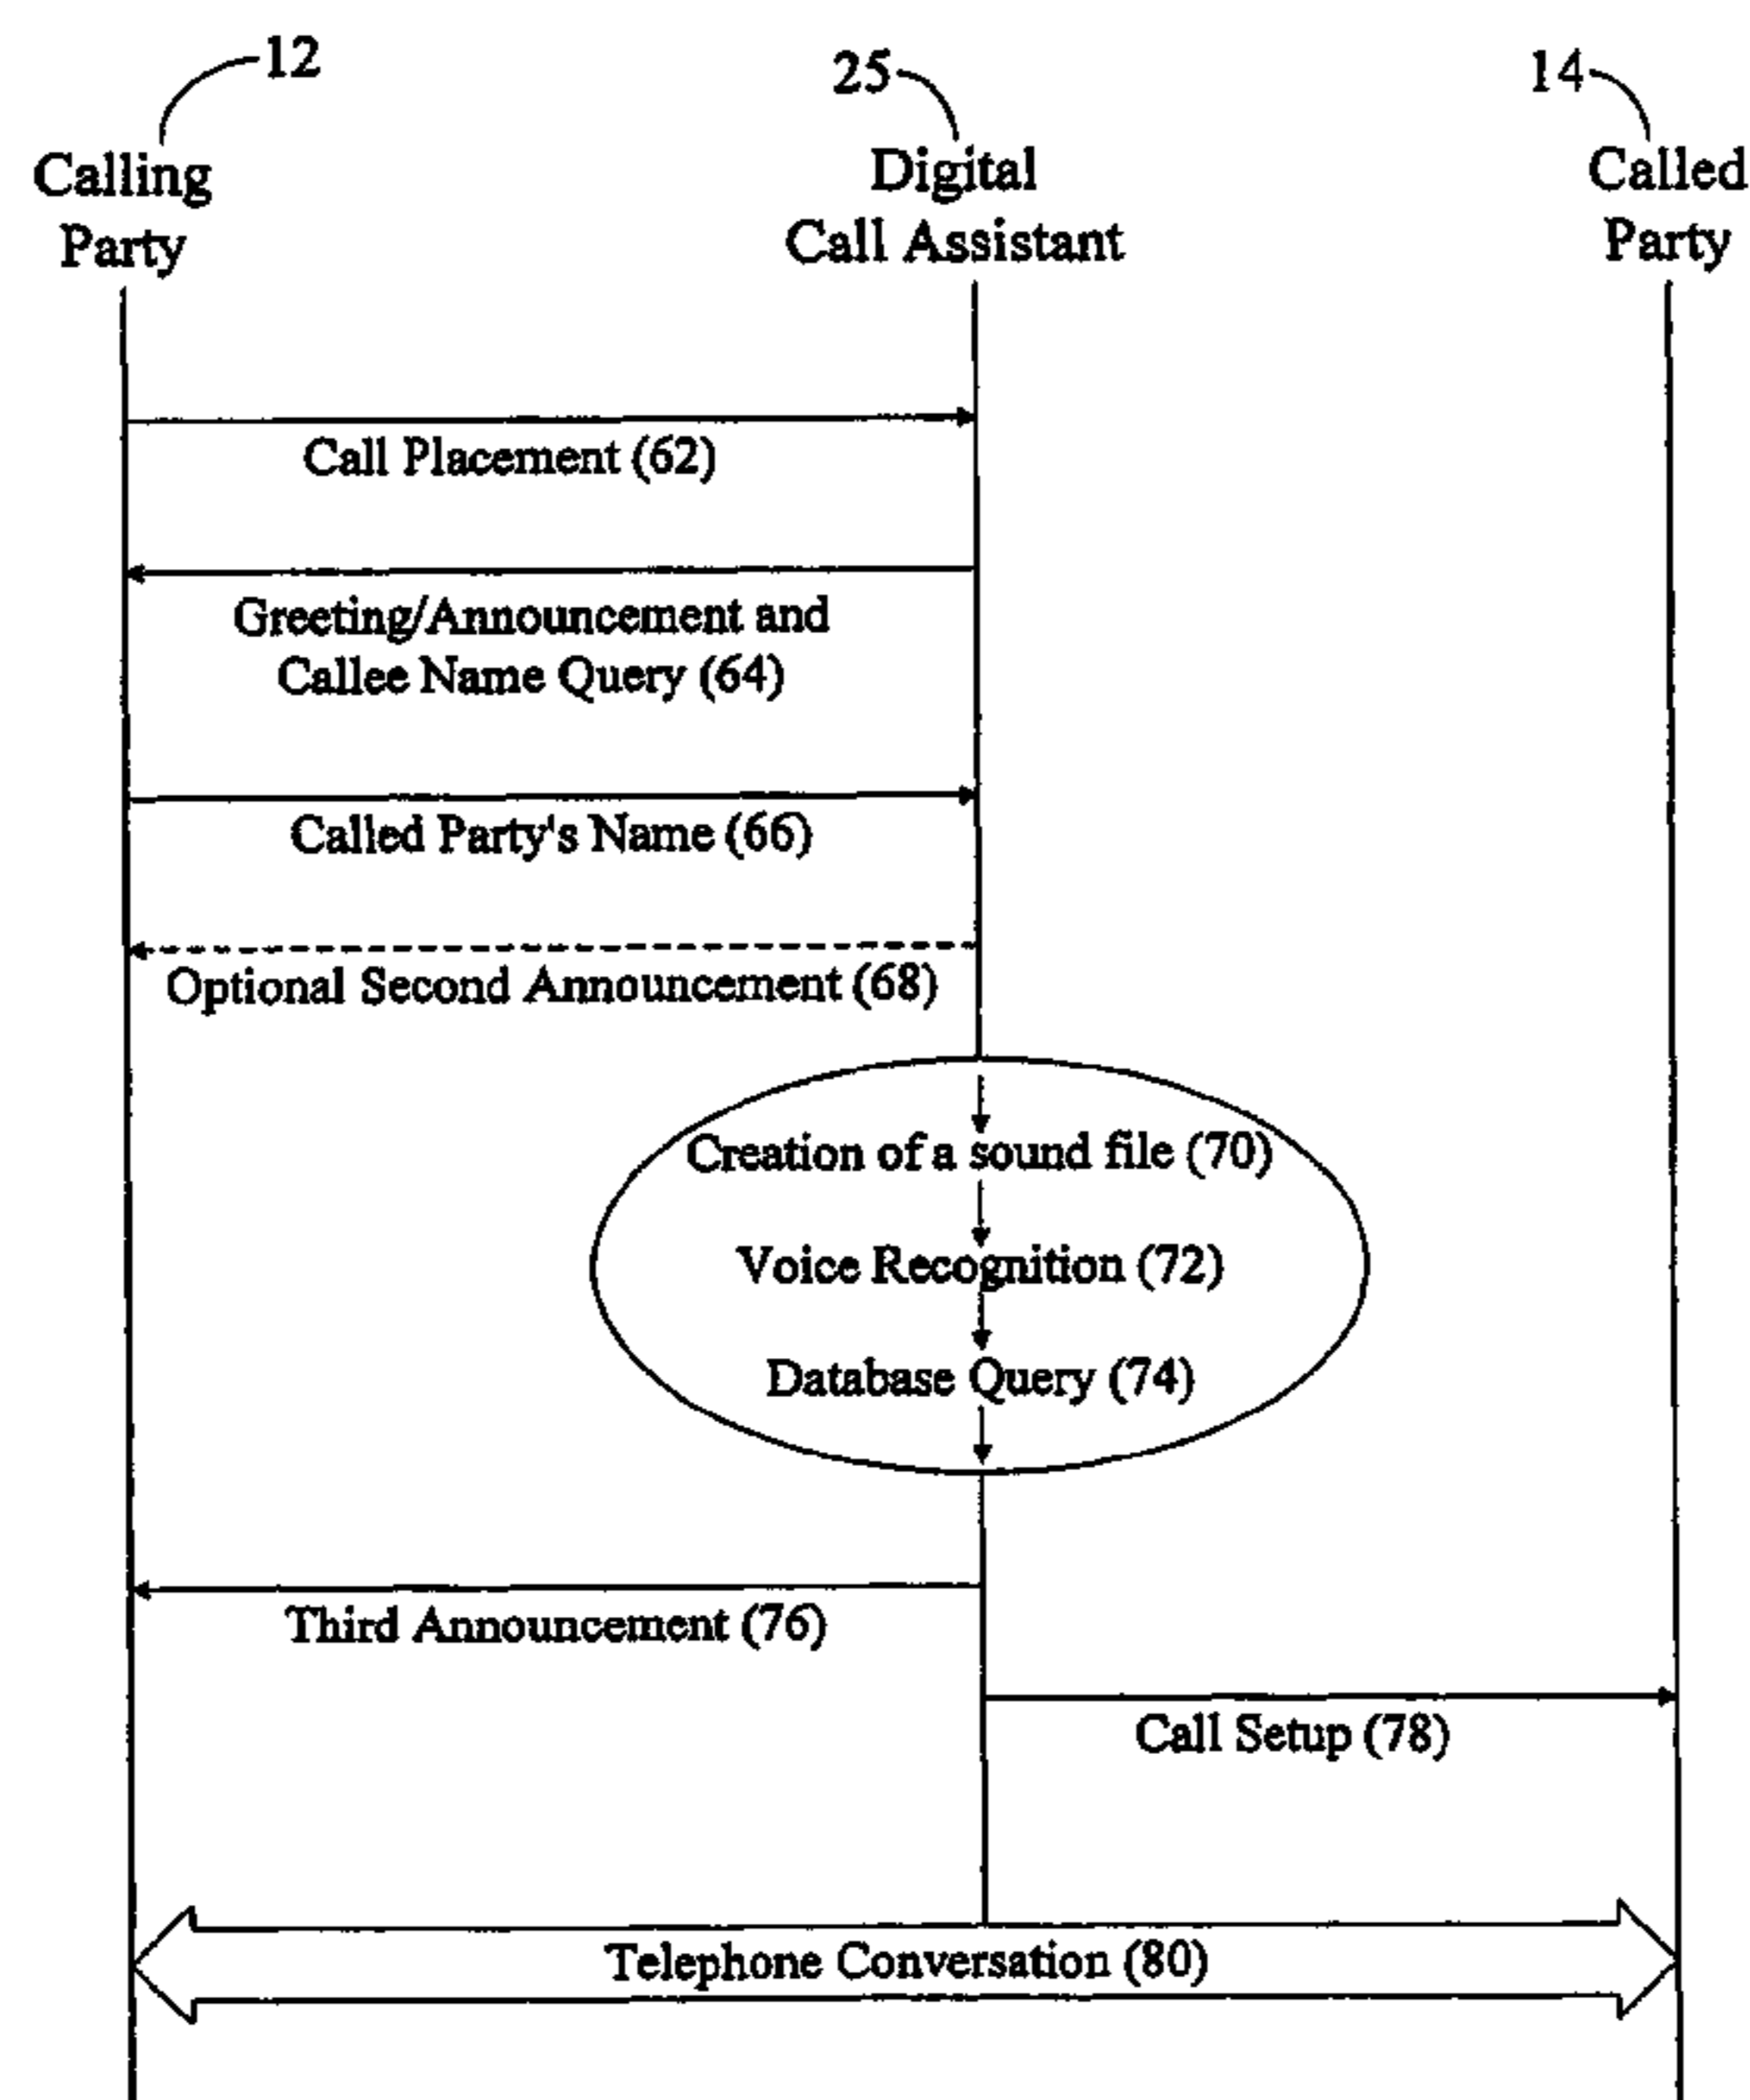 12
25
14
Calling
Party
Digital
Call Assistant
Called
Party
Call Placement (62)
Greeting/Announcement and
Callee Name Query (64)
Called Party's Name (66)
Optional Second Announcement (68)
Creation of a sound file (70)
Voice Recognition (72)
Database Query (74)
Third Announcement (76)
Call Setup (78)
Telephone Conversation (80)